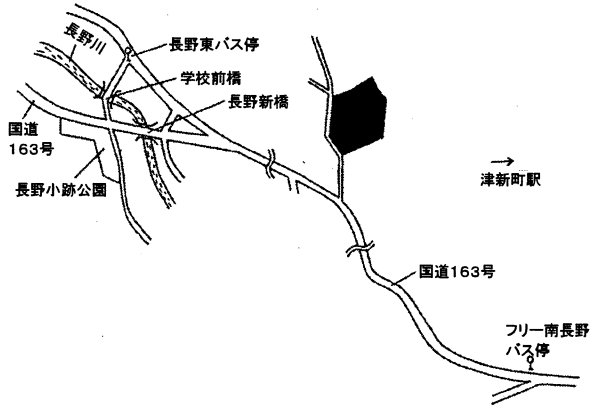 長野川
長野東バス停
学校前橋
長野新橋
国道
163号
長野小跡公園
津新町駅
国道163号
フリー南長野
バス停